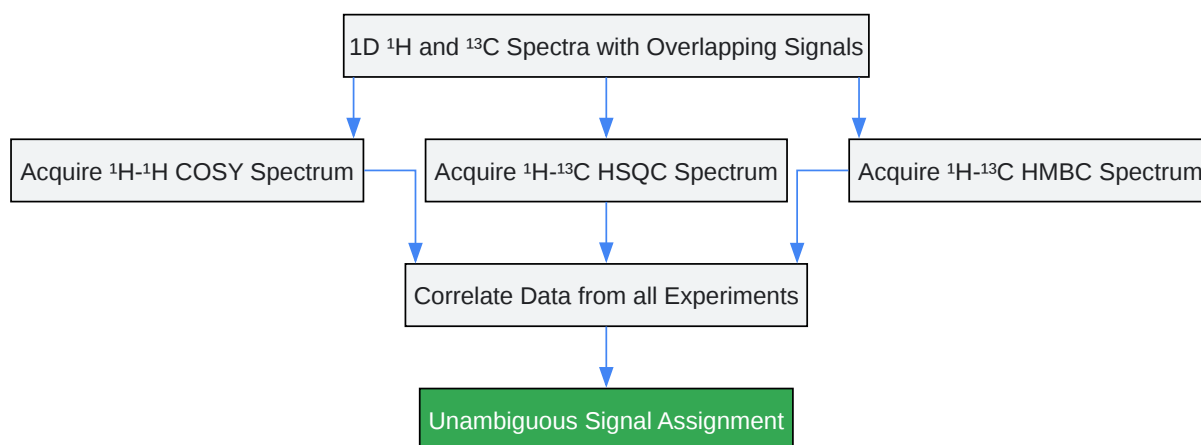 1D ¹H and ¹³C Spectra with Overlapping Signals
Acquire ¹H-¹H COSY Spectrum
Acquire ¹H-¹³C HSQC Spectrum
Acquire ¹H-¹³C HMBC Spectrum
Correlate Data from all Experiments
Unambiguous Signal Assignment